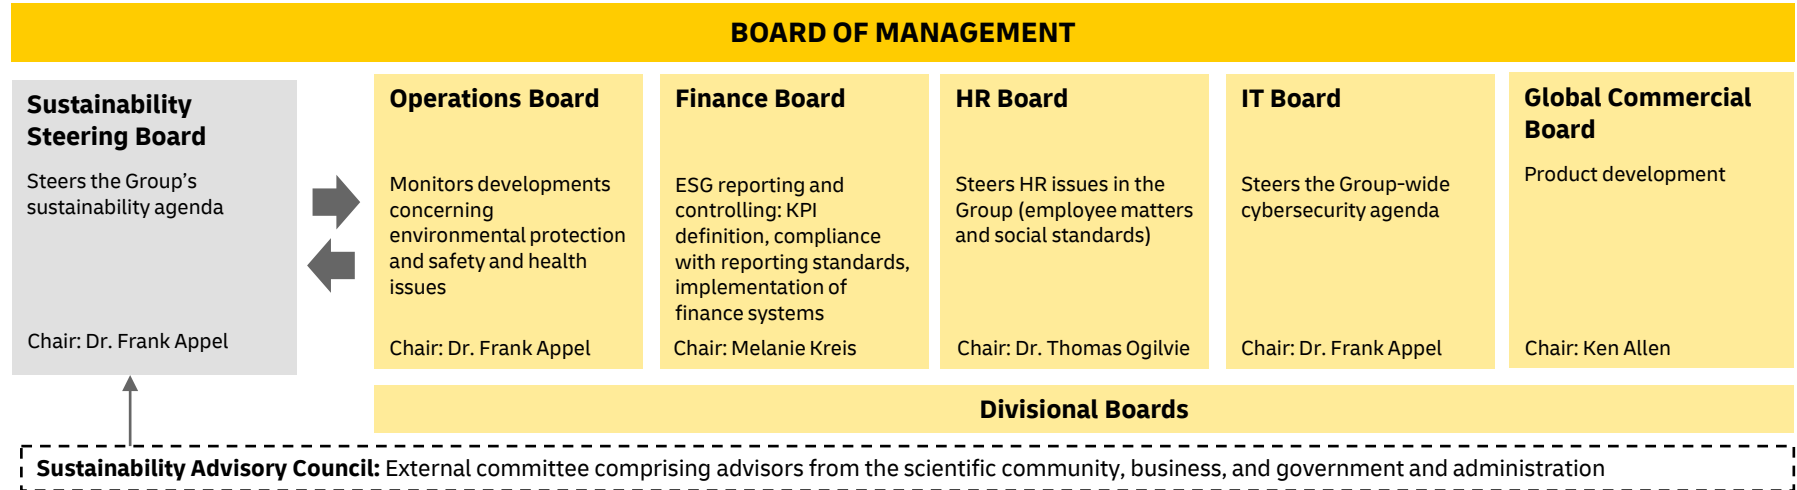 BOARD OF MANAGEMENT
Sustainability
Steering Board
Steers the Group’s
sustainability agenda
Chair: Dr. Frank Appel
Operations Board
Monitors developments
concerning
environmental protection
and safety and health
issues
Chair: Dr. Frank Appel
Finance Board
ESG reporting and
controlling: KPI
definition, compliance
with reporting standards,
implementation of
finance systems
Chair: Melanie Kreis
HR Board
Steers HR issues in the
Group (employee matters
and social standards)
Chair: Dr. Thomas Ogilvie
IT Board
Steers the Group-wide
cybersecurity agenda
Chair: Dr. Frank Appel
Global Commercial
Board
Product development
Chair: Ken Allen
Divisional Boards
Sustainability Advisory Council: External committee comprising advisors from the scientific community, business, and government and administration